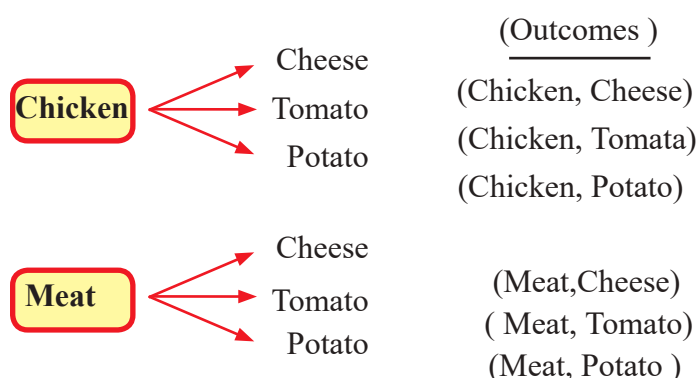 (Outcomes )
Cheese
Chicken
Tomato
Potato
(Chicken, Cheese)
(Chicken, Tomata)
(Chicken, Potato)
Cheese
Meat
Tomato
Potato
(Meat,Cheese)
( Meat, Tomato)
(Meat, Potato )